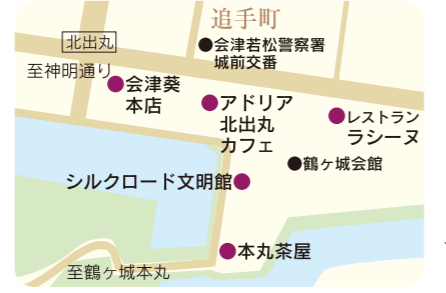 追手町
北出丸
会津若松警察署
城前交番
至神明通り
会津葵
本店
アドリア
北出丸
カフェ
レストラン
ラシーヌ
鶴ヶ城会館
シルクロード文明館
本丸茶屋
至鶴ヶ城本丸